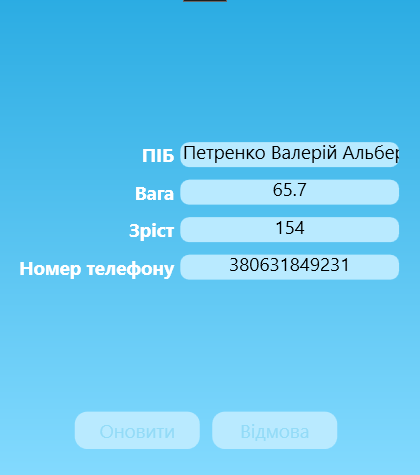 ПІБ Петренко Валерій Альбер
Вага 65.7
Зріст 154
Номер телефону 380631849231
Оновити Відмова